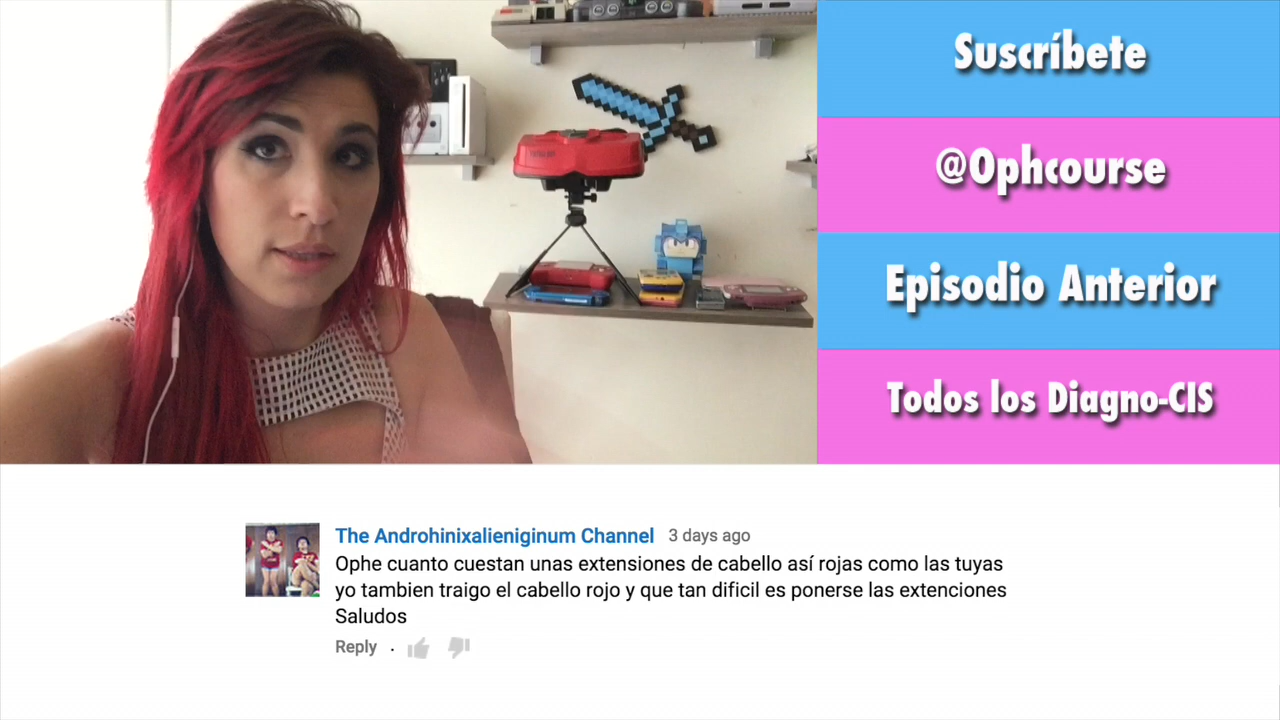 Suscríbete
@Ophcourse
Episodio Anterior
Todos los Diagno-CIS
The Androhinixalieniginum Channel 3 days ago
Ophe cuanto cuestan unas extensiones de cabello así rojas como las tuyas
yo tambien traigo el cabello rojo y que tan dificil es ponerse las extenciones
Saludos
Reply .